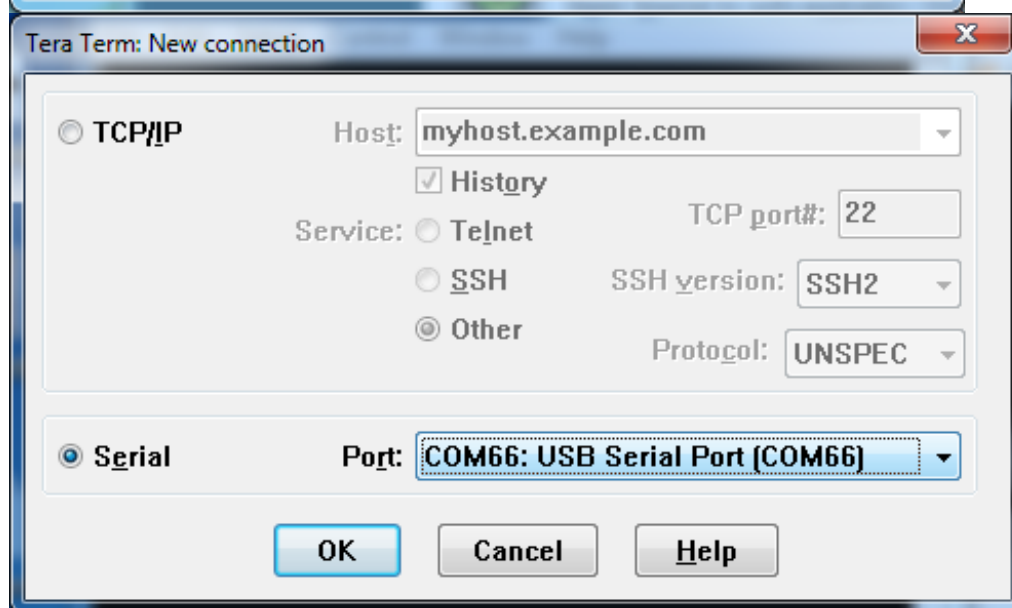 Tera Term: New connection
TCP/IP
Host: myhost.example.com
History
Service: Telnet
TCP port#: 22
SSH
SSH version: SSH2
Other
Protocol: UNSPEC
Serial
Port: COM66: USB Serial Port (COM66)
OK
Cancel
Help